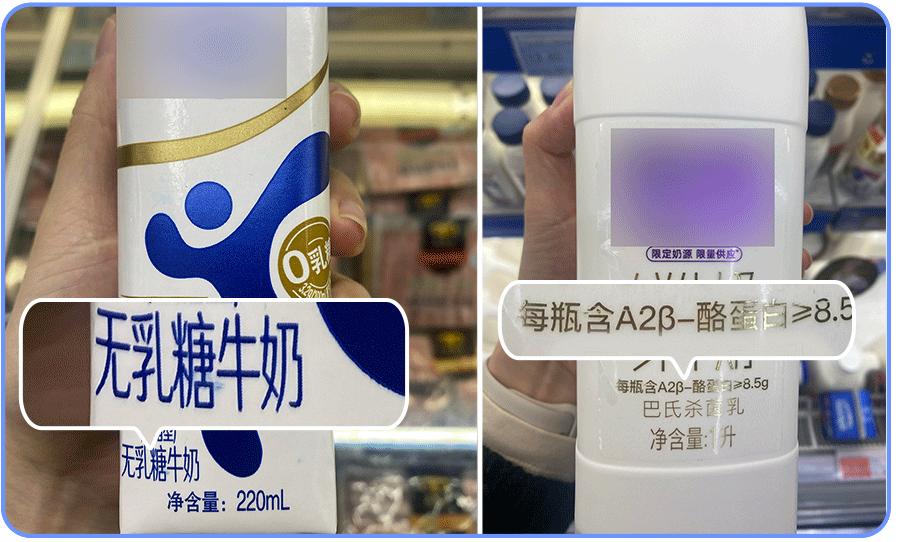 0乳糖
无乳糖牛奶
无乳糖牛奶
净含量：220mL
限定奶源 限量供应*
每瓶含A2β-酪蛋白≥8.5
每瓶含A2β-酪蛋白≥8.5g
巴氏杀菌乳
净含量:1升